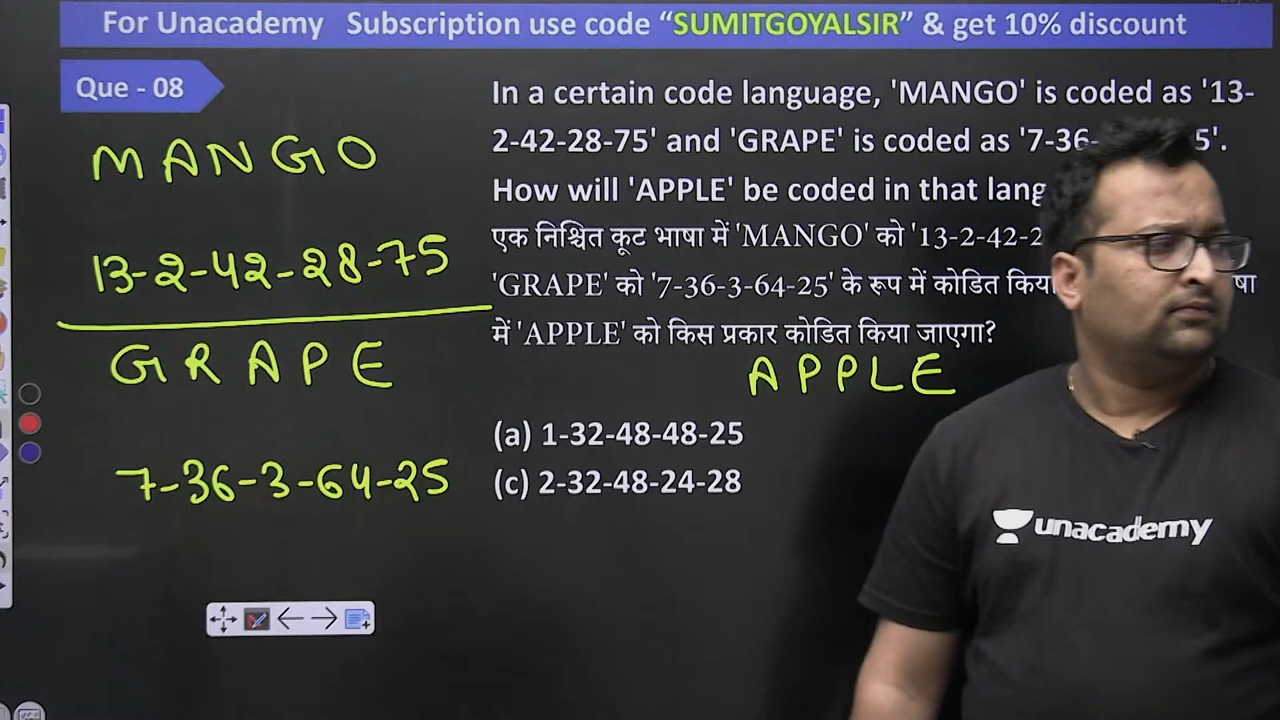 For Unacademy Subscription use code “SUMITGOYALSIR” & get 10% discount
Que - 08
In a certain code language, 'MANGO' is coded as '13-
2-42-28-75' and 'GRAPE' is coded as '7-36- 5'.
How will 'APPLE' be coded in that lang
एक निश्चित कूट भाषा में 'MANGO' को '13-2-42-2
'GRAPE' को '7-36-3-64-25' के रूप में कोडित किया षा
में 'APPLE' को किस प्रकार कोडित किया जाएगा?
(a) 1-32-48-48-25
(c) 2-32-48-24-28
MANGO
13-2-42-28-75
GRAPE
7-36-3-64-25
APPLE
unacademy